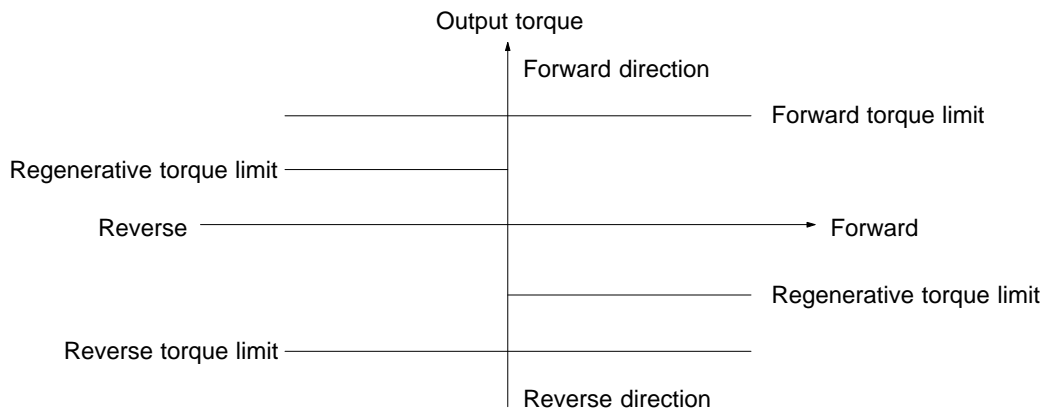 Output torque
Forward direction
Forward torque limit
Regenerative torque limit
Reverse
Forward
Regenerative torque limit
Reverse torque limit
Reverse direction